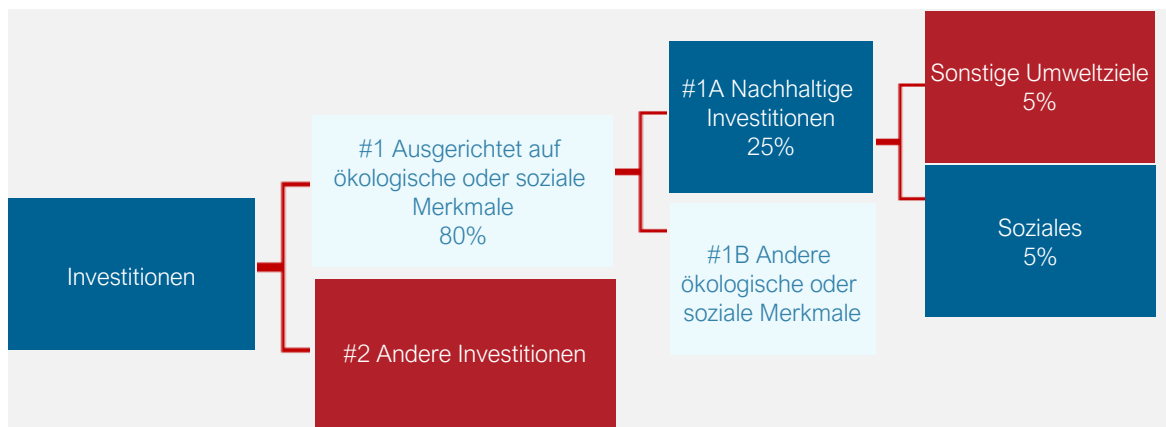 Investitionen
#1 Ausgerichtet auf
ökologische oder soziale
Merkmale
80%
#2 Andere Investitionen
#1A Nachhaltige
Investitionen
25%
#1B Andere
ökologische oder
soziale Merkmale
Sonstige Umweltziele
5%
Soziales
5%